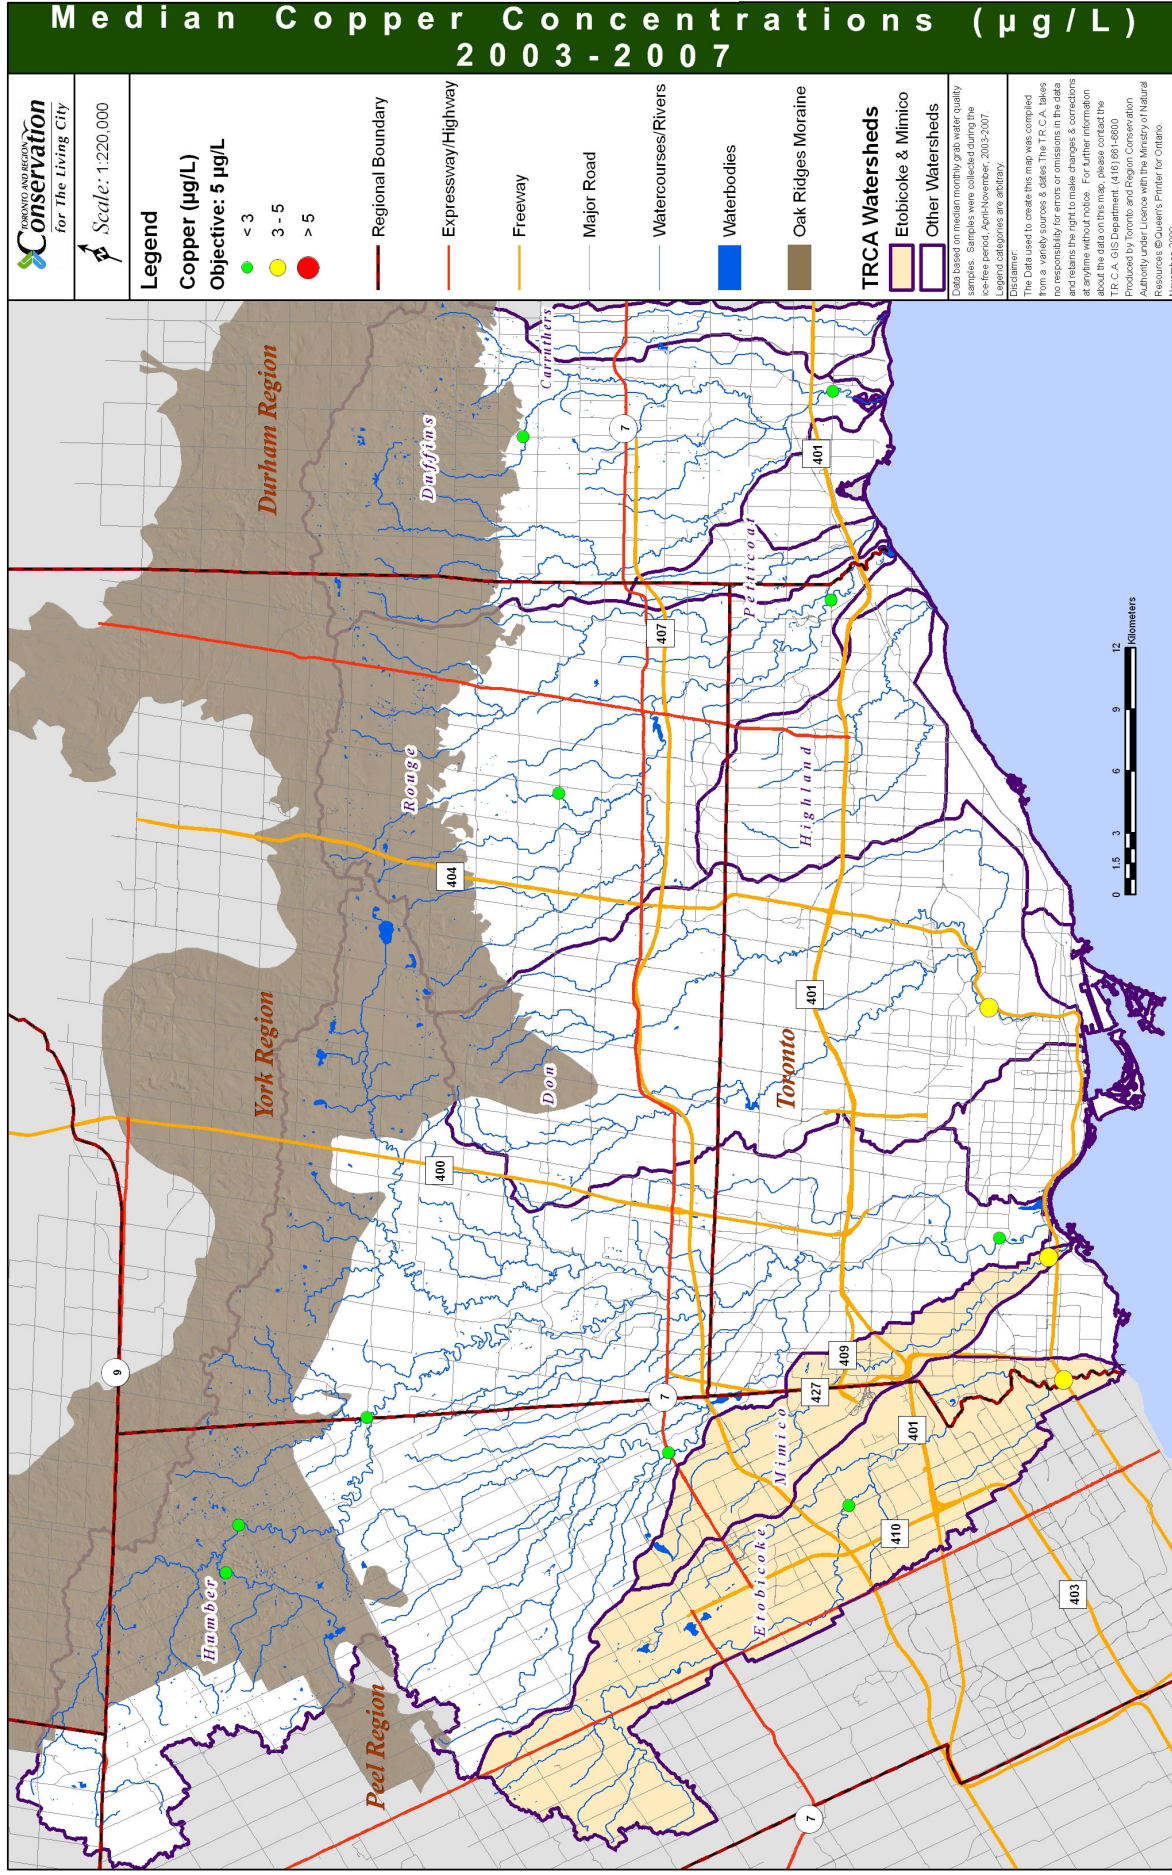 Median Copper Concentrations (µg/L)
2003-2007
TORONTO AND REGION
Conservation
for The Living City
Scale: 1:220,000
Legend
Copper (µg/L)
Objective: 5 µg/L
< 3
3 - 5
> 5
Regional Boundary
Expressway/Highway
Freeway
Major Road
Watercourses/Rivers
Waterbodies
Oak Ridges Moraine
TRCA Watersheds
Etobicoke & Mimico
Other Watersheds
Data based on median monthly grab water quality
samples. Samples were collected during the
ice-free period, April-November, 2003-2007.
Legend categories are arbitrary.
Disclaimer:
The Data used to create this map was compiled
from a variety sources & dates. The T.R.C.A. takes
no responsibility for errors or omissions in the data
and retains the right to make changes & corrections
at anytime without notice. For further information
about the data on this map, please contact the
T.R.C.A. GIS Department. (416) 661-6600
Produced by Toronto and Region Conservation
Authority under Licence with the Ministry of Natural
Resources © Queen's Printer for Ontario.
Durham Region
York Region
Peel Region
Toronto
Humber
Don
Rouge
Duffins
Carruthers
Petticoat
Highland
Mimico
Etobicoke
9
400
404
7
407
401
7
401
409
427
401
410
403
7
0 1.5 3 6 9 12
Kilometers